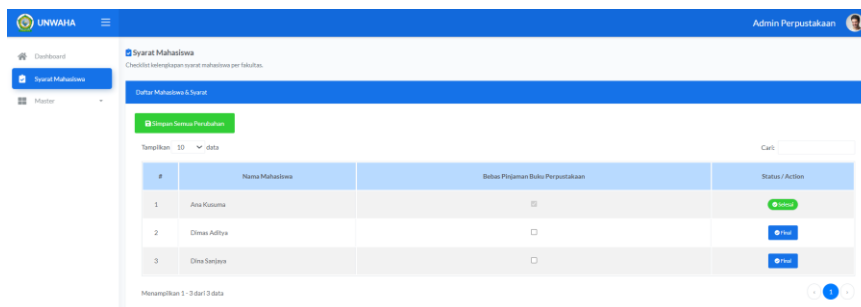 UNWAHA
Admin Perpustakaan
Dashboard
Syarat Mahasiswa
Master
Syarat Mahasiswa
Checklist kelengkapan syarat mahasiswa per fakultas.
Daftar Mahasiswa & Syarat
Simpan Semua Perubahan
Tampilkan 10 data
Cari:
# Nama Mahasiswa Bebas Pinjaman Buku Perpustakaan Status / Action
1 Ana Kusuma Selesai
2 Dimas Aditya Final
3 Dina Sanjaya Final
Menampilkan 1 - 3 dari 3 data
‹ 1 ›